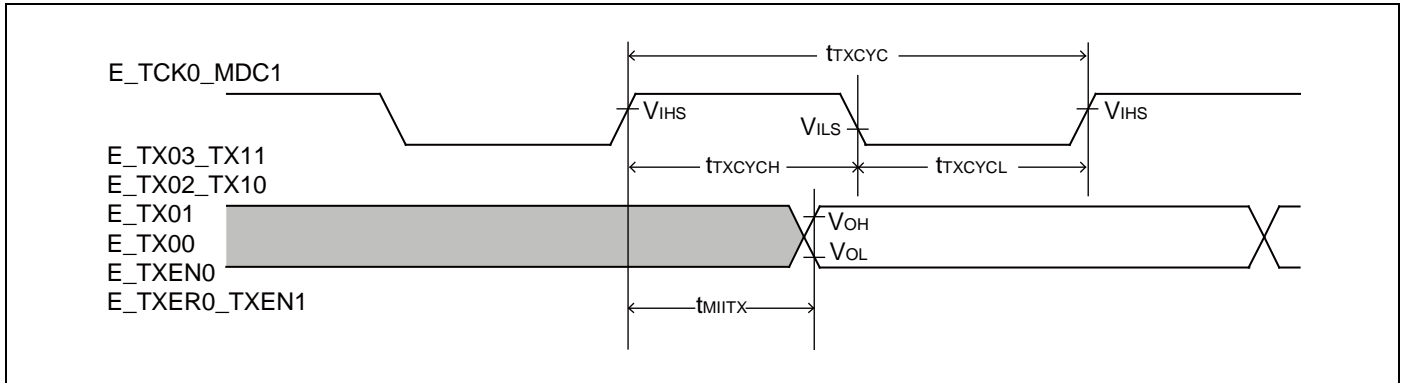 tTXCYC
E_TCK0_MDC1
VIHS
VILS
VIHS
E_TX03_TX11
tTXCYCH
tTXCYCL
E_TX02_TX10
E_TX01
VOH
E_TX00
VOL
E_TXEN0
E_TXER0_TXEN1
tMIITX